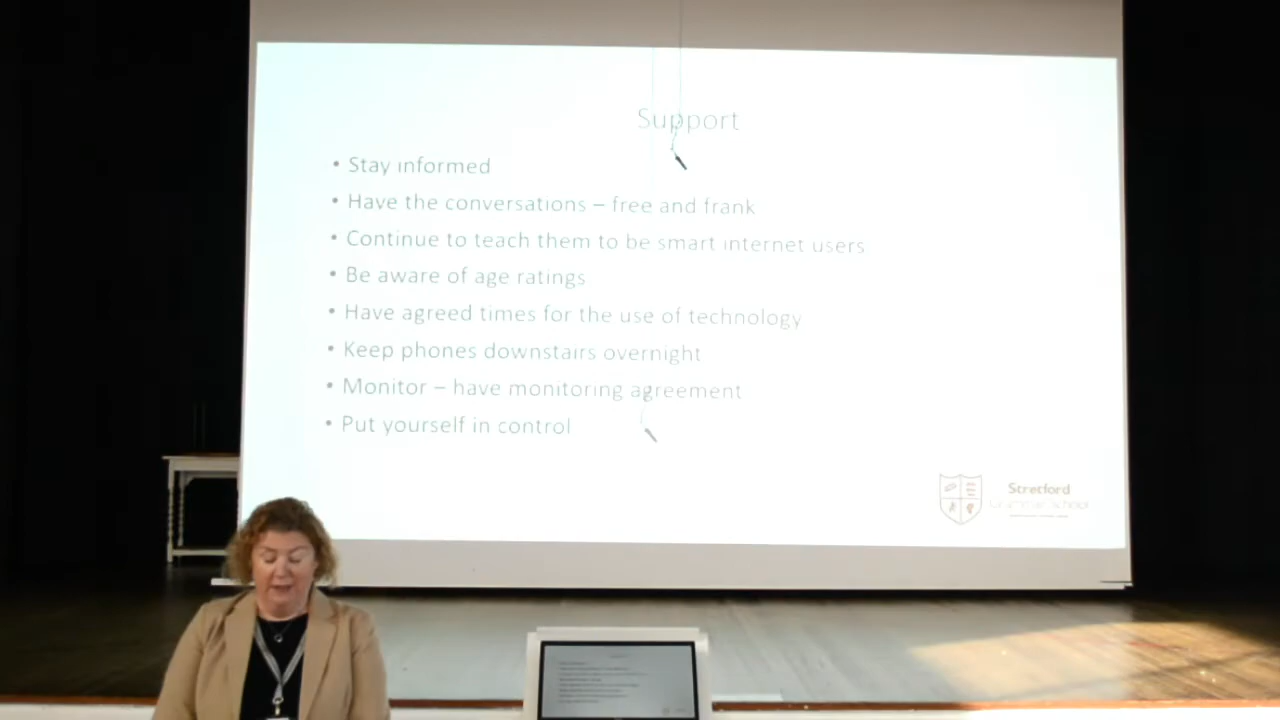 Support
• Stay informed
• Have the conversations – free and frank
• Continue to teach them to be smart internet users
• Be aware of age ratings
• Have agreed times for the use of technology
• Keep phones downstairs overnight
• Monitor – have monitoring agreement
• Put yourself in control
Stretford
Grammar School